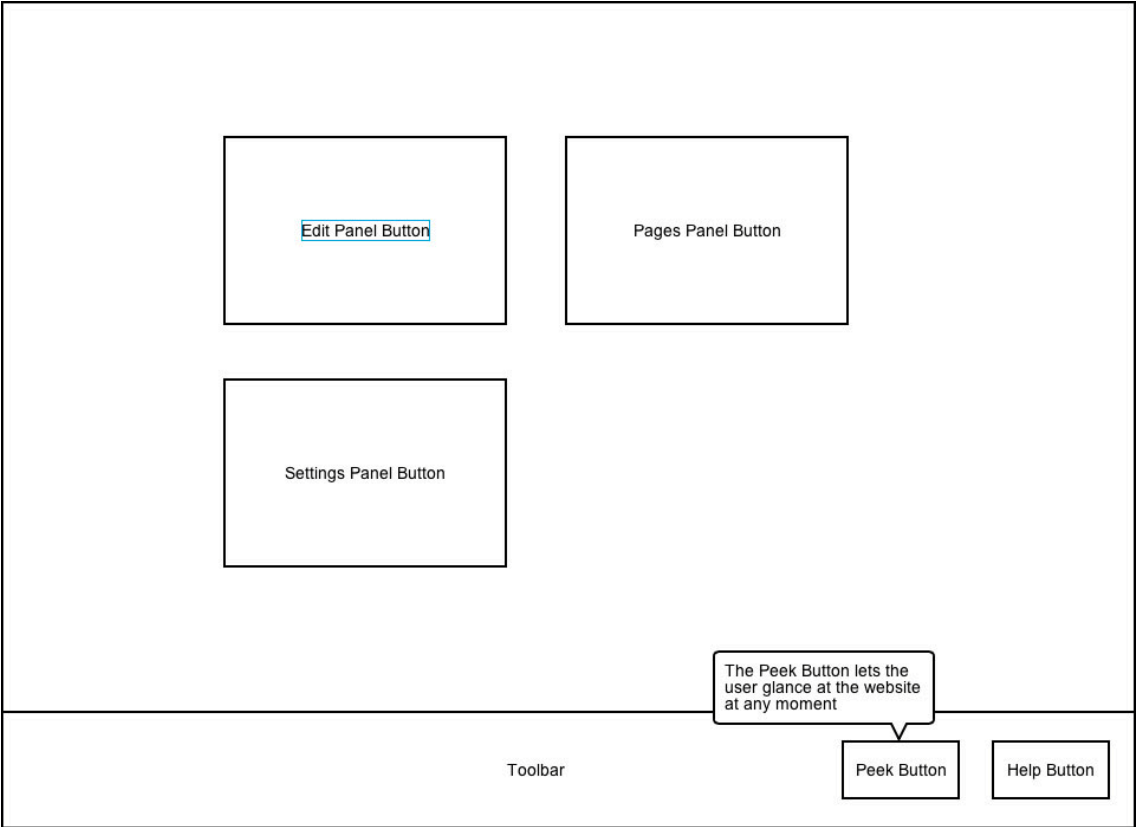 Edit Panel Button
Pages Panel Button
Settings Panel Button
The Peek Button lets the
user glance at the website
at any moment
Toolbar
Peek Button
Help Button